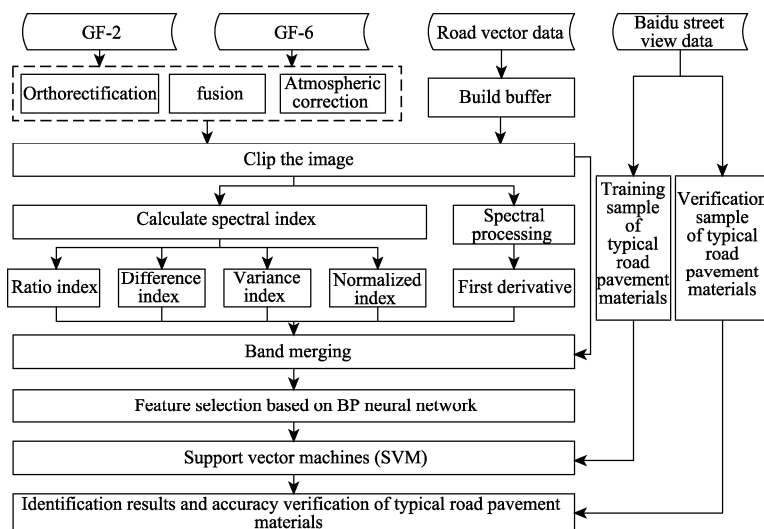 GF-2
GF-6
Road vector data
Baidu street
view data
Orthorectification
fusion
Atmospheric
correction
Build buffer
Clip the image
Calculate spectral index
Spectral
processing
Training
sample
of
typical
road
pavement
materials
Verification
sample
of typical
road
pavement
materials
Ratio index
Difference
index
Variance
index
Normalized
index
First derivative
Band merging
Feature selection based on BP neural network
Support vector machines (SVM)
Identification results and accuracy verification of typical road pavement
materials